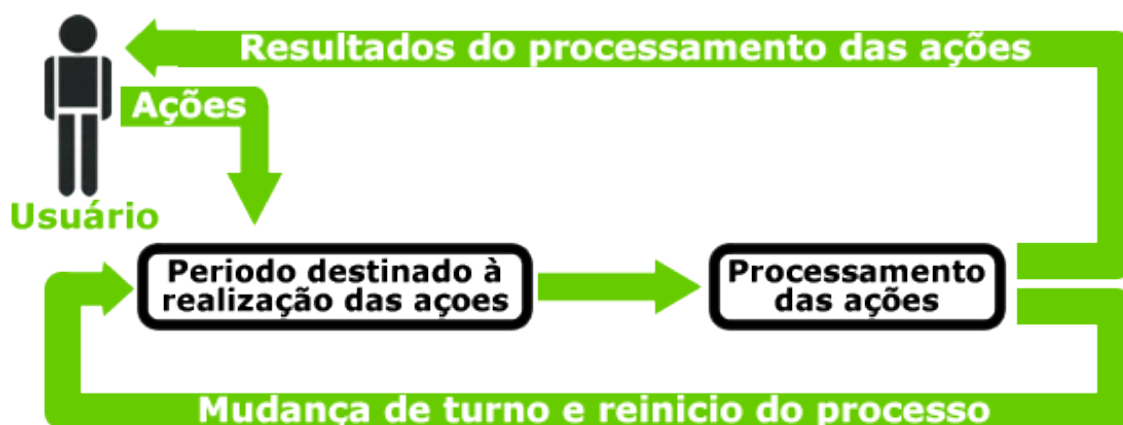 Resultados do processamento das ações
Ações
Usuário
Periodo destinado à
realização das açoes
Processamento
das ações
Mudança de turno e reinicio do processo